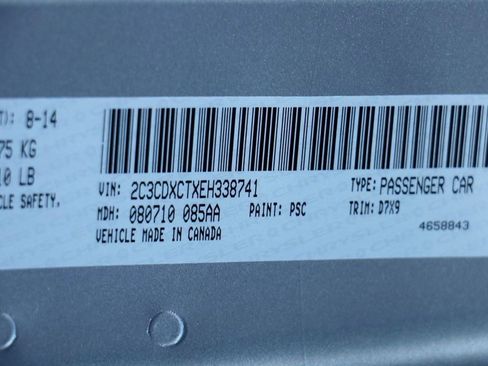 T): 8-14
75 KG
10 LB
CLE SAFETY,
VIN: 2C3CDXCTXEH338741
TYPE: PASSENGER CAR
MDH: 080710 085AA
PAINT: PSC
TRIM: D7X9
VEHICLE MADE IN CANADA
4658843